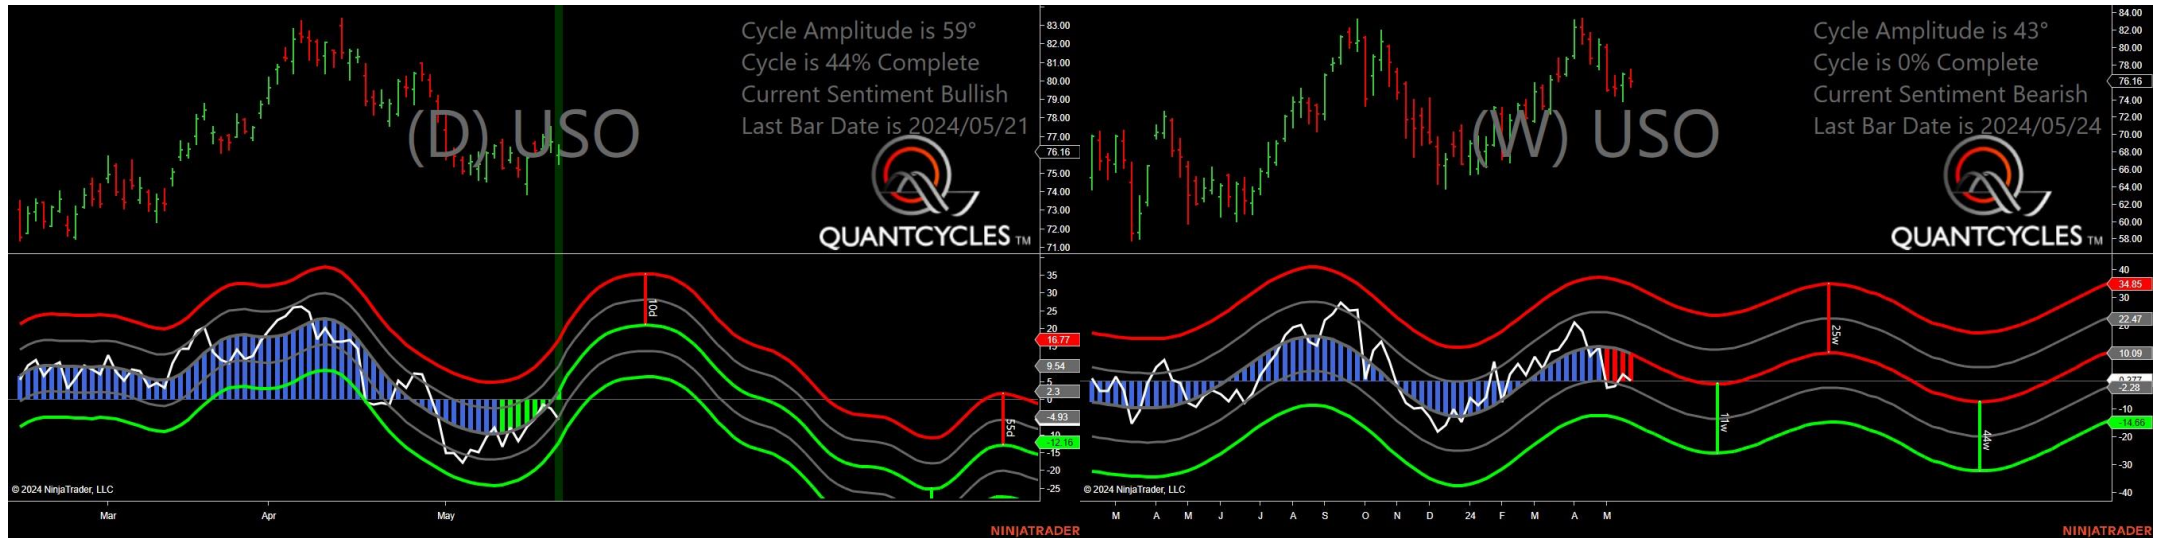 Cycle Amplitude is 59°
Cycle is 44% Complete
Current Sentiment Bullish
Last Bar Date is 2024/05/21
(D) USO
QUANTCYCLES TM
83.00
82.00
81.00
80.00
79.00
78.00
77.00
76.16
75.00
74.00
73.00
72.00
71.00
35
30
25
20
16.77
15
9.54
5
2.3
0
-4.93
-10
-12.16
-15
-20
-25
10d
55d
© 2024 NinjaTrader, LLC
Mar Apr May
NINJATRADER
Cycle Amplitude is 43°
Cycle is 0% Complete
Current Sentiment Bearish
Last Bar Date is 2024/05/24
(W) USO
QUANTCYCLES TM
84.00
82.00
80.00
78.00
76.16
74.00
72.00
70.00
68.00
66.00
64.00
62.00
60.00
58.00
40
34.85
30
22.47
20
10.09
0.377
-2.28
-10
-14.66
-20
-30
-40
25w
11w
44w
© 2024 NinjaTrader, LLC
M A M J J A S O N D 24 F M A M
NINJATRADER